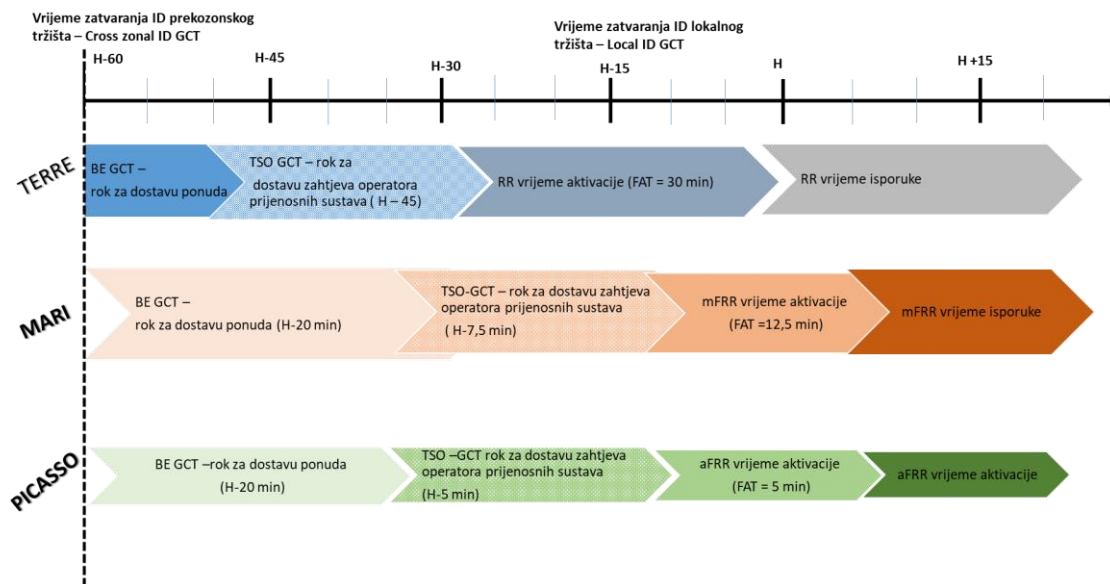 Vrijeme zatvaranja ID prekozonskog
tržišta – Cross zonal ID GCT
Vrijeme zatvaranja ID lokalnog
tržišta – Local ID GCT
H-60
H-45
H-30
H-15
H
H +15
TERRE
BE GCT –
rok za dostavu ponuda
TSO GCT – rok za
dostavu zahtjeva operatora
prijenosnih sustava ( H – 45)
RR vrijeme aktivacije (FAT = 30 min)
RR vrijeme isporuke
MARI
BE GCT –
rok za dostavu ponuda (H-20 min)
TSO-GCT – rok za dostavu zahtjeva
operatora prijenosnih sustava
( H-7,5 min)
mFRR vrijeme aktivacije
(FAT =12,5 min)
mFRR vrijeme isporuke
PICASSO
BE GCT –rok za dostavu ponuda
(H-20 min)
TSO –GCT rok za dostavu zahtjeva
operatora prijenosnih sustava
(H-5 min)
aFRR vrijeme aktivacije
(FAT = 5 min)
aFRR vrijeme aktivacije